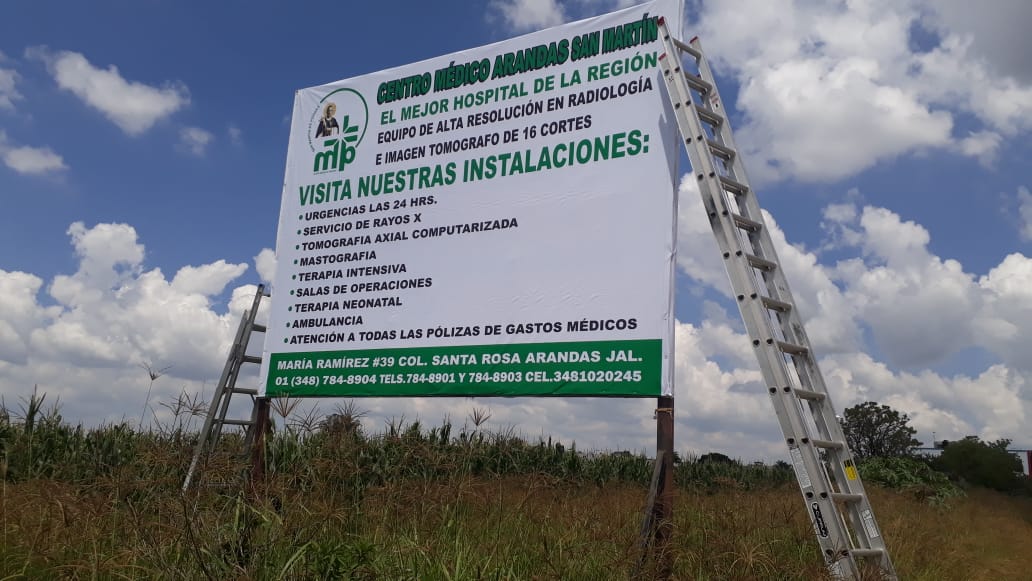 CENTRO MÉDICO ARANDAS SAN MARTÍN
EL MEJOR HOSPITAL DE LA REGIÓN
EQUIPO DE ALTA RESOLUCIÓN EN RADIOLOGÍA
E IMAGEN TOMOGRAFO DE 16 CORTES
mtp
VISITA NUESTRAS INSTALACIONES:
• URGENCIAS LAS 24 HRS.
• SERVICIO DE RAYOS X
• TOMOGRAFIA AXIAL COMPUTARIZADA
• MASTOGRAFIA
• TERAPIA INTENSIVA
• SALAS DE OPERACIONES
• TERAPIA NEONATAL
• AMBULANCIA
• ATENCIÓN A TODAS LAS PÓLIZAS DE GASTOS MÉDICOS
MARÍA RAMÍREZ #39 COL. SANTA ROSA ARANDAS JAL.
01 (348) 784-8904 TELS.784-8901 Y 784-8903 CEL.3481020245